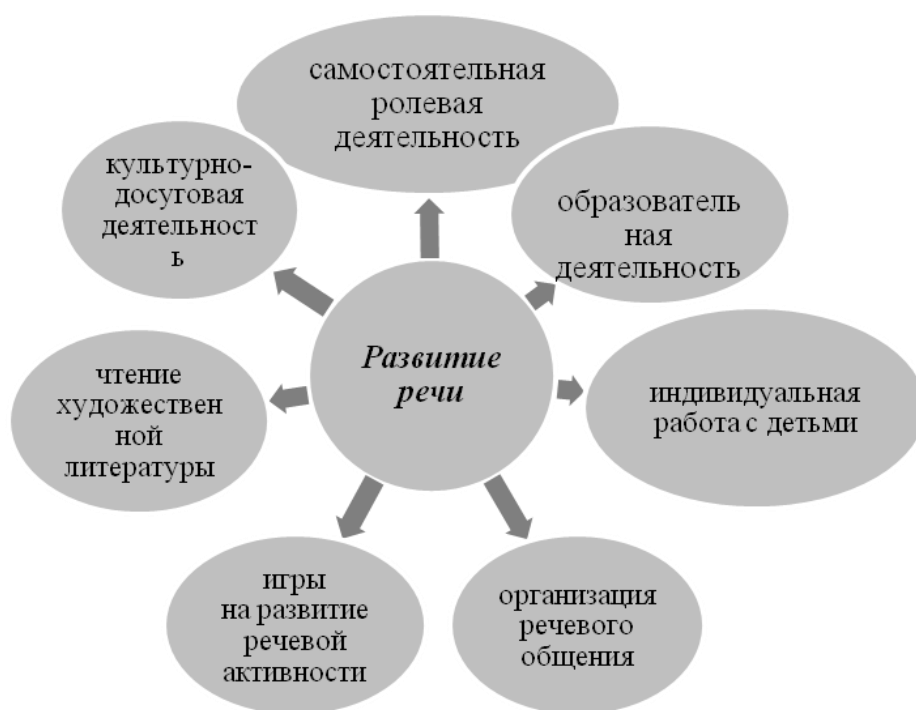 самостоятельная
ролевая
деятельность
культурно-
досуговая
деятельност
ь
образователь
ная
деятельность
Развитие
речи
чтение
художествен
ной
литературы
индивидуальная
работа с детьми
игры
на развитие
речевой
активности
организация
речевого
общения